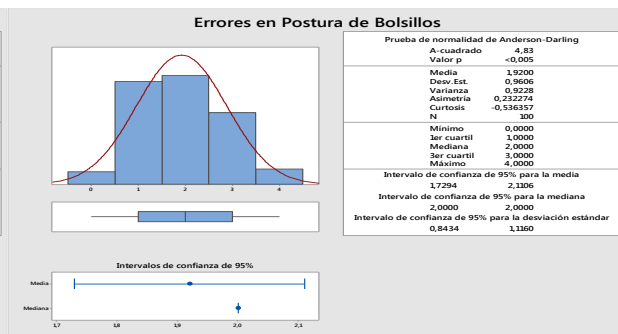 Errores en Postura de Bolsillos
0 1 2 3 4
Prueba de normalidad de Anderson-Darling
A-cuadrado 4,83
Valor p <0,005
Media 1,9200
Desv.Est. 0,9606
Varianza 0,9228
Asimetría 0,232274
Curtosis -0,536357
N 100
Mínimo 0,0000
1er cuartil 1,0000
Mediana 2,0000
3er cuartil 3,0000
Máximo 4,0000
Intervalo de confianza de 95% para la media
1,7294 2,1106
Intervalo de confianza de 95% para la mediana
2,0000 2,0000
Intervalo de confianza de 95% para la desviación estándar
0,8434 1,1160
Intervalos de confianza de 95%
Media
Mediana
1,7 1,8 1,9 2,0 2,1